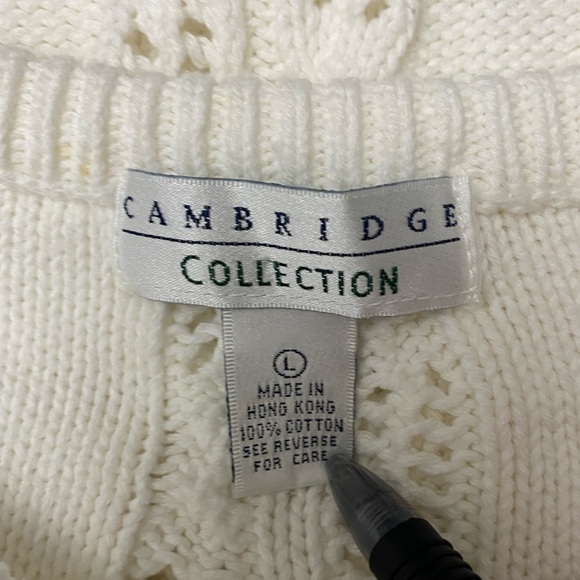 CAMBRIDGE
COLLECTION
L
MADE IN
HONG KONG
100% COTTON
SEE REVERSE
FOR CARE